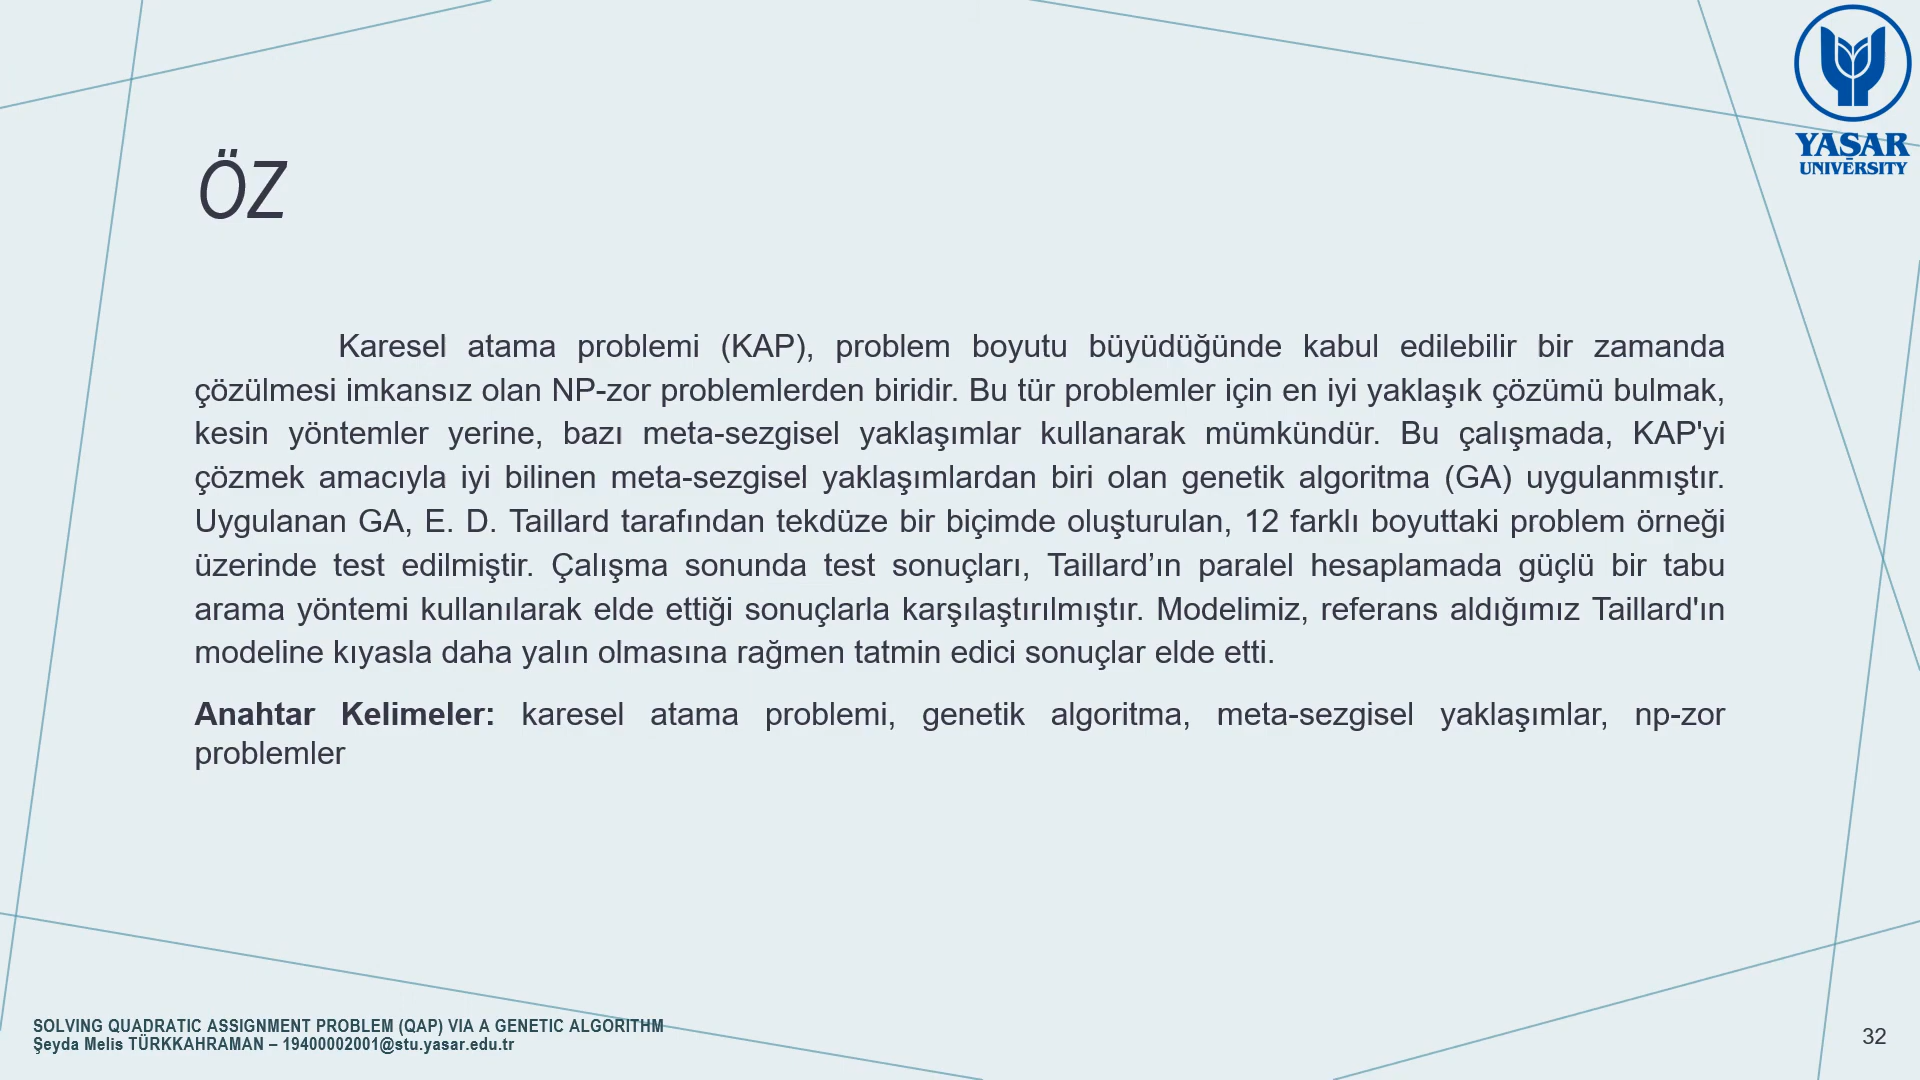 YAŞAR
UNIVERSITY
ÖZ
Karesel atama problemi (KAP), problem boyutu büyüdüğünde kabul edilebilir bir zamanda
çözülmesi imkansız olan NP-zor problemlerden biridir. Bu tür problemler için en iyi yaklaşık çözümü bulmak,
kesin yöntemler yerine, bazı meta-sezgisel yaklaşımlar kullanarak mümkündür. Bu çalışmada, KAP'yi
çözmek amacıyla iyi bilinen meta-sezgisel yaklaşımlardan biri olan genetik algoritma (GA) uygulanmıştır.
Uygulanan GA, E. D. Taillard tarafından tekdüze bir biçimde oluşturulan, 12 farklı boyuttaki problem örneği
üzerinde test edilmiştir. Çalışma sonunda test sonuçları, Taillard’ın paralel hesaplamada güçlü bir tabu
arama yöntemi kullanılarak elde ettiği sonuçlarla karşılaştırılmıştır. Modelimiz, referans aldığımız Taillard'ın
modeline kıyasla daha yalın olmasına rağmen tatmin edici sonuçlar elde etti.
Anahtar Kelimeler: karesel atama problemi, genetik algoritma, meta-sezgisel yaklaşımlar, np-zor
problemler
SOLVING QUADRATIC ASSIGNMENT PROBLEM (QAP) VIA A GENETIC ALGORITHM
Şeyda Melis TÜRKKAHRAMAN – 19400002001@stu.yasar.edu.tr
32